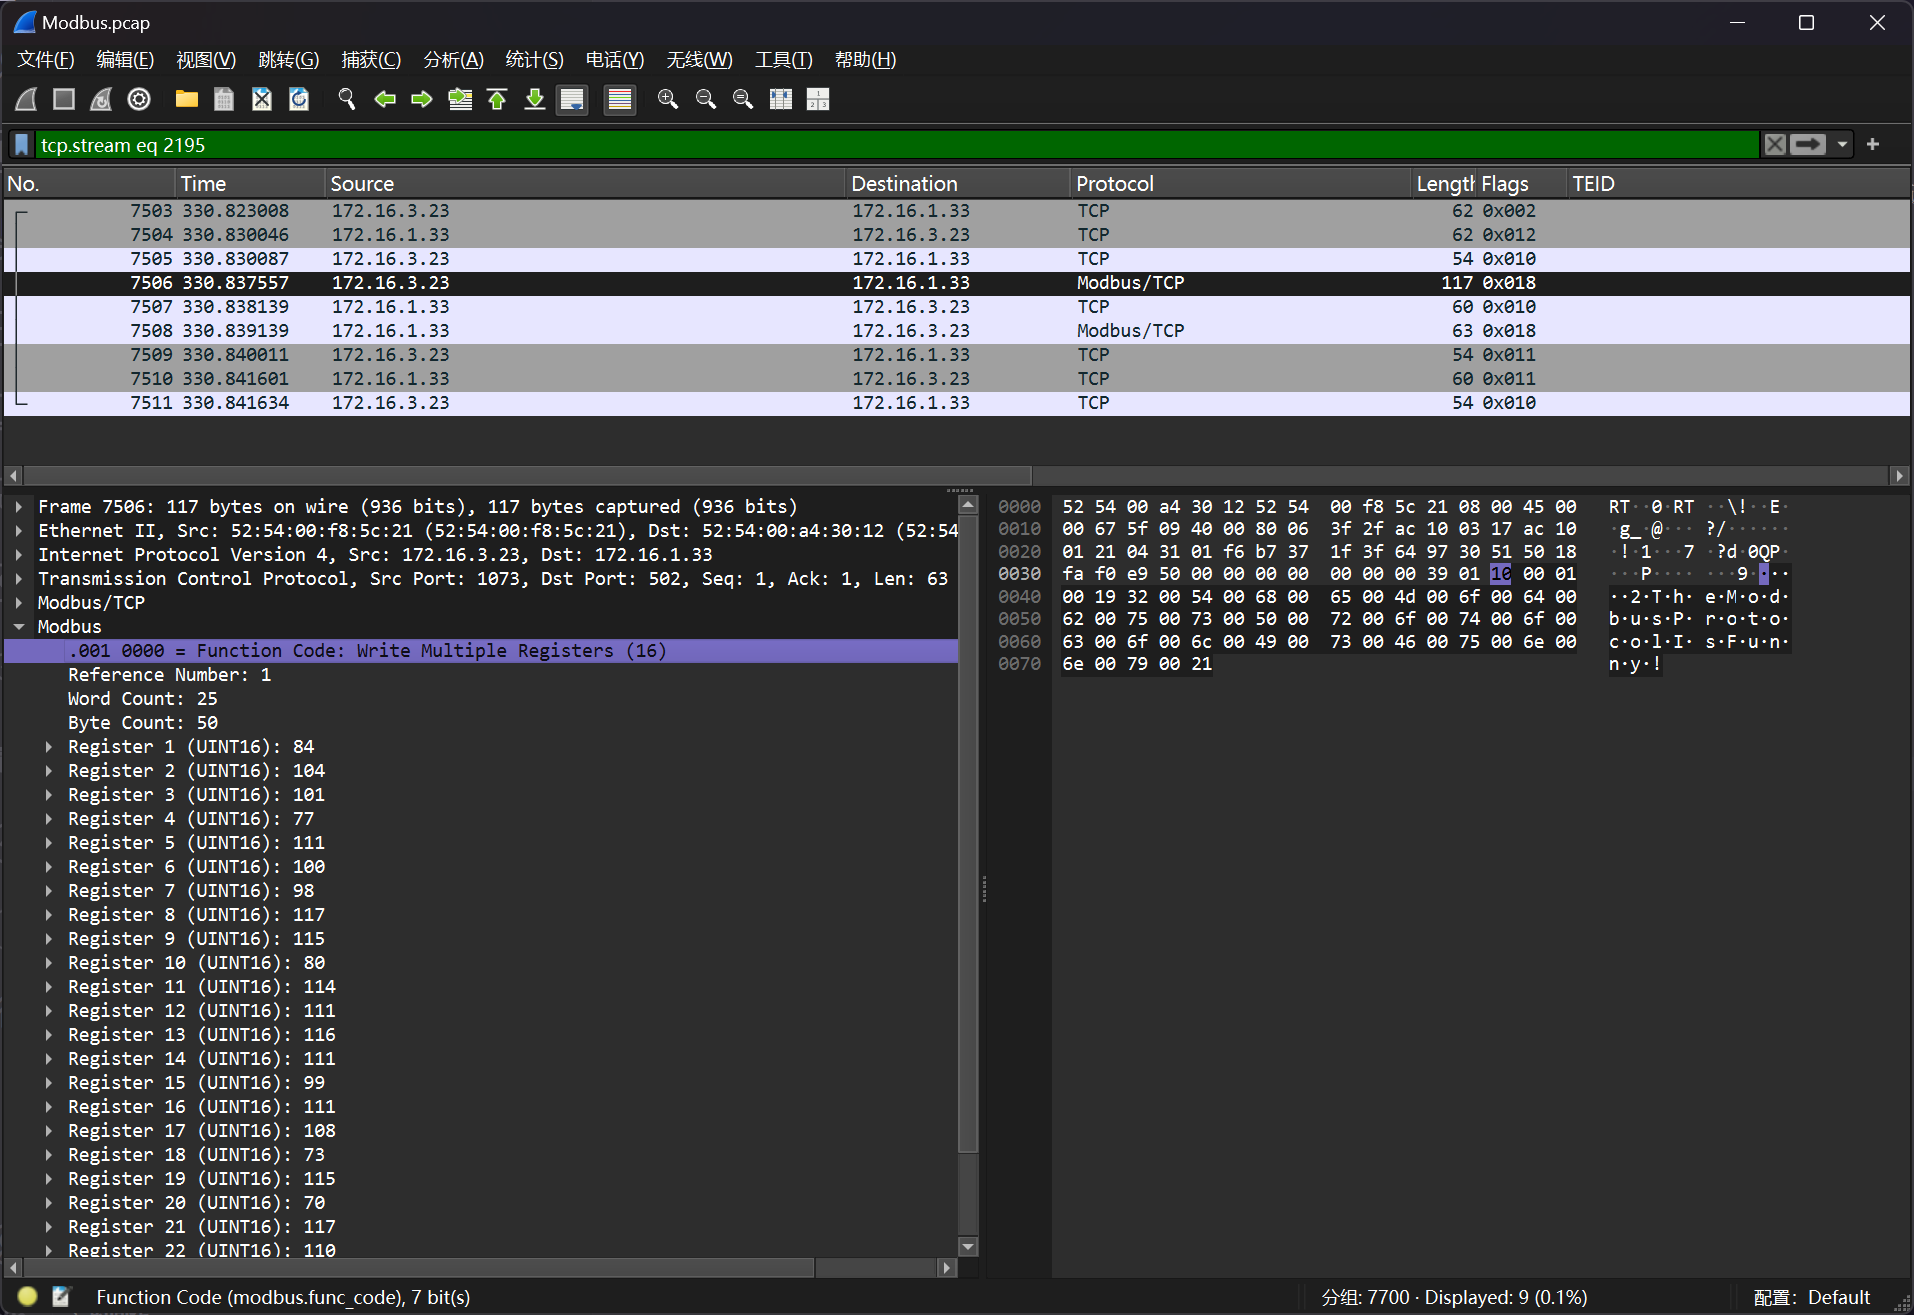 Modbus.pcap
文件(F) 编辑(E) 视图(V) 跳转(G) 捕获(C) 分析(A) 统计(S) 电话(Y) 无线(W) 工具(T) 帮助(H)
tcp.stream eq 2195
No. Time Source Destination Protocol Length Flags TEID
7503 330.823008 172.16.3.23 172.16.1.33 TCP 62 0x002
7504 330.830046 172.16.1.33 172.16.3.23 TCP 62 0x012
7505 330.830087 172.16.3.23 172.16.1.33 TCP 54 0x010
7506 330.837557 172.16.3.23 172.16.1.33 Modbus/TCP 117 0x018
7507 330.838139 172.16.1.33 172.16.3.23 TCP 60 0x010
7508 330.839139 172.16.1.33 172.16.3.23 Modbus/TCP 63 0x018
7509 330.840011 172.16.3.23 172.16.1.33 TCP 54 0x011
7510 330.841601 172.16.1.33 172.16.3.23 TCP 60 0x011
7511 330.841634 172.16.3.23 172.16.1.33 TCP 54 0x010
Frame 7506: 117 bytes on wire (936 bits), 117 bytes captured (936 bits)
Ethernet II, Src: 52:54:00:f8:5c:21 (52:54:00:f8:5c:21), Dst: 52:54:00:a4:30:12 (52:54
Internet Protocol Version 4, Src: 172.16.3.23, Dst: 172.16.1.33
Transmission Control Protocol, Src Port: 1073, Dst Port: 502, Seq: 1, Ack: 1, Len: 63
Modbus/TCP
Modbus
.001 0000 = Function Code: Write Multiple Registers (16)
Reference Number: 1
Word Count: 25
Byte Count: 50
Register 1 (UINT16): 84
Register 2 (UINT16): 104
Register 3 (UINT16): 101
Register 4 (UINT16): 77
Register 5 (UINT16): 111
Register 6 (UINT16): 100
Register 7 (UINT16): 98
Register 8 (UINT16): 117
Register 9 (UINT16): 115
Register 10 (UINT16): 80
Register 11 (UINT16): 114
Register 12 (UINT16): 111
Register 13 (UINT16): 116
Register 14 (UINT16): 111
Register 15 (UINT16): 99
Register 16 (UINT16): 111
Register 17 (UINT16): 108
Register 18 (UINT16): 73
Register 19 (UINT16): 115
Register 20 (UINT16): 70
Register 21 (UINT16): 117
Register 22 (UINT16): 110
0000 52 54 00 a4 30 12 52 54 00 f8 5c 21 08 00 45 00 RT··0·RT ··\!··E·
0010 00 67 5f 09 40 00 80 06 3f 2f ac 10 03 17 ac 10 ·g_·@··· ?/······
0020 01 21 04 31 01 f6 b7 37 1f 3f 64 97 30 51 50 18 ·!·1···7 ·?d·0QP·
0030 fa f0 e9 50 00 00 00 00 00 00 00 39 01 10 00 01 ···P···· ···9····
0040 00 19 32 00 54 00 68 00 65 00 4d 00 6f 00 64 00 ··2·T·h· e·M·o·d·
0050 62 00 75 00 73 00 50 00 72 00 6f 00 74 00 6f 00 b·u·s·P· r·o·t·o·
0060 63 00 6f 00 6c 00 49 00 73 00 46 00 75 00 6e 00 c·o·l·I· s·F·u·n·
0070 6e 00 79 00 21 n·y·!
Function Code (modbus.func_code), 7 bit(s) 分组: 7700 · Displayed: 9 (0.1%) 配置: Default